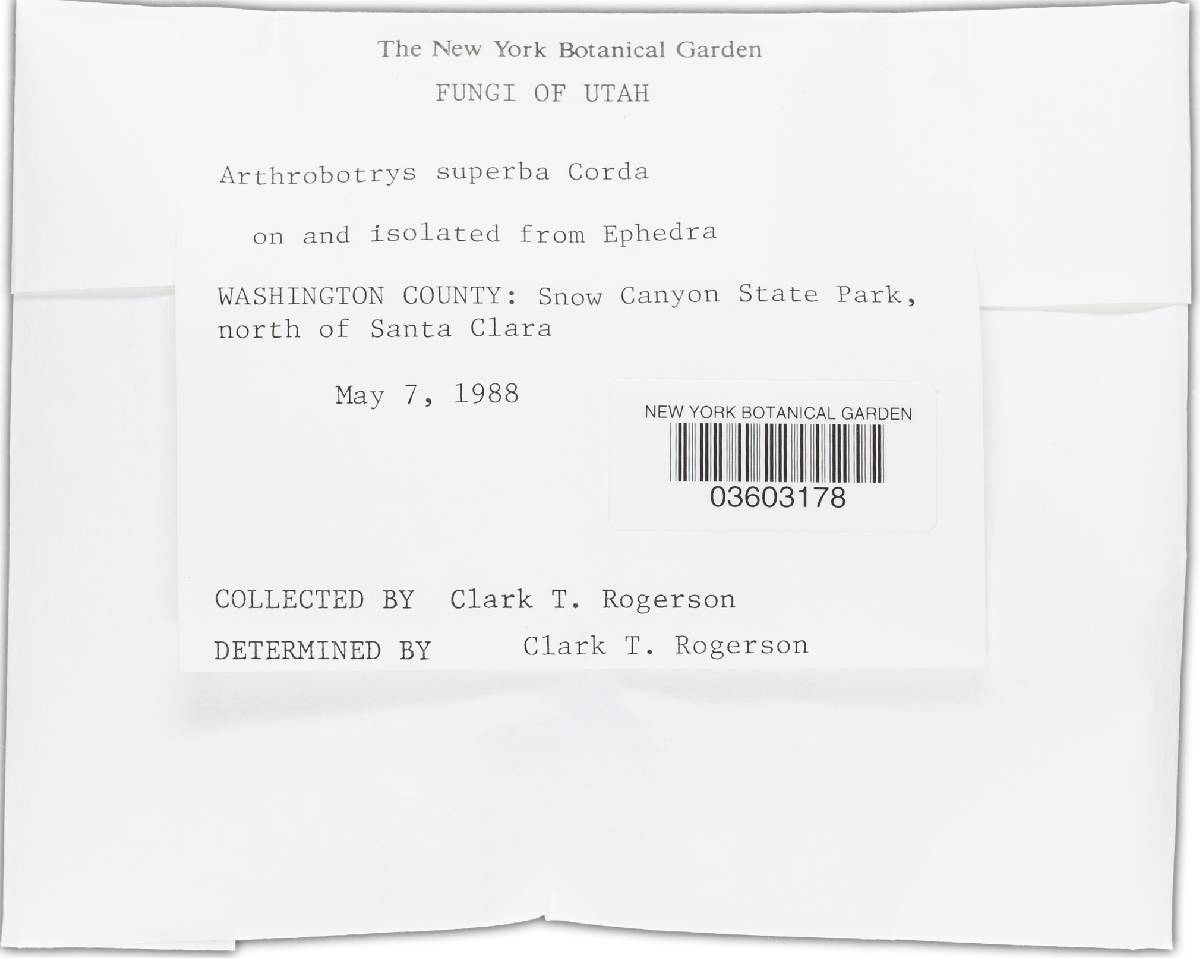 The New York Botanical Garden
FUNGI OF UTAH
Arthrobotrys superba Corda
on and isolated from Ephedra
WASHINGTON COUNTY: Snow Canyon State Park,
north of Santa Clara
May 7, 1988
NEW YORK BOTANICAL GARDEN
03603178
COLLECTED BY Clark T. Rogerson
DETERMINED BY Clark T. Rogerson